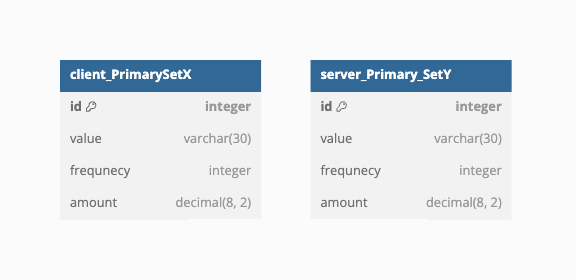 client_PrimarySetX
id integer
value varchar(30)
frequnecy integer
amount decimal(8, 2)
server_Primary_SetY
id integer
value varchar(30)
frequnecy integer
amount decimal(8, 2)